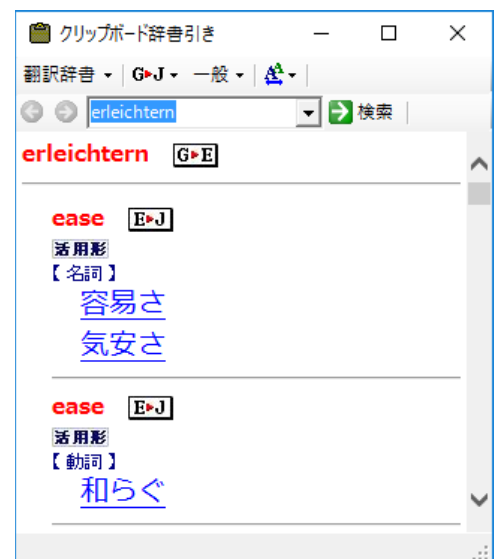 クリップボード辞書引き
翻訳辞書 G▸J 一般 A
erleichtern 検索
erleichtern G▸E
ease E▸J
活用形
【名詞】
容易さ
気安さ
ease E▸J
活用形
【動詞】
和らぐ